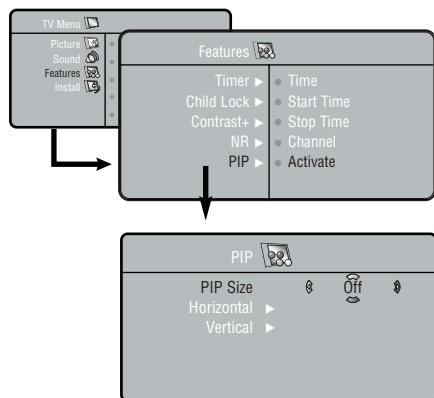 TV Menu
Picture
Sound
Features
Install
Features
Timer Time
Child Lock Start Time
Contrast+ Stop Time
NR Channel
PIP Activate
PIP
PIP Size Off
Horizontal
Vertical